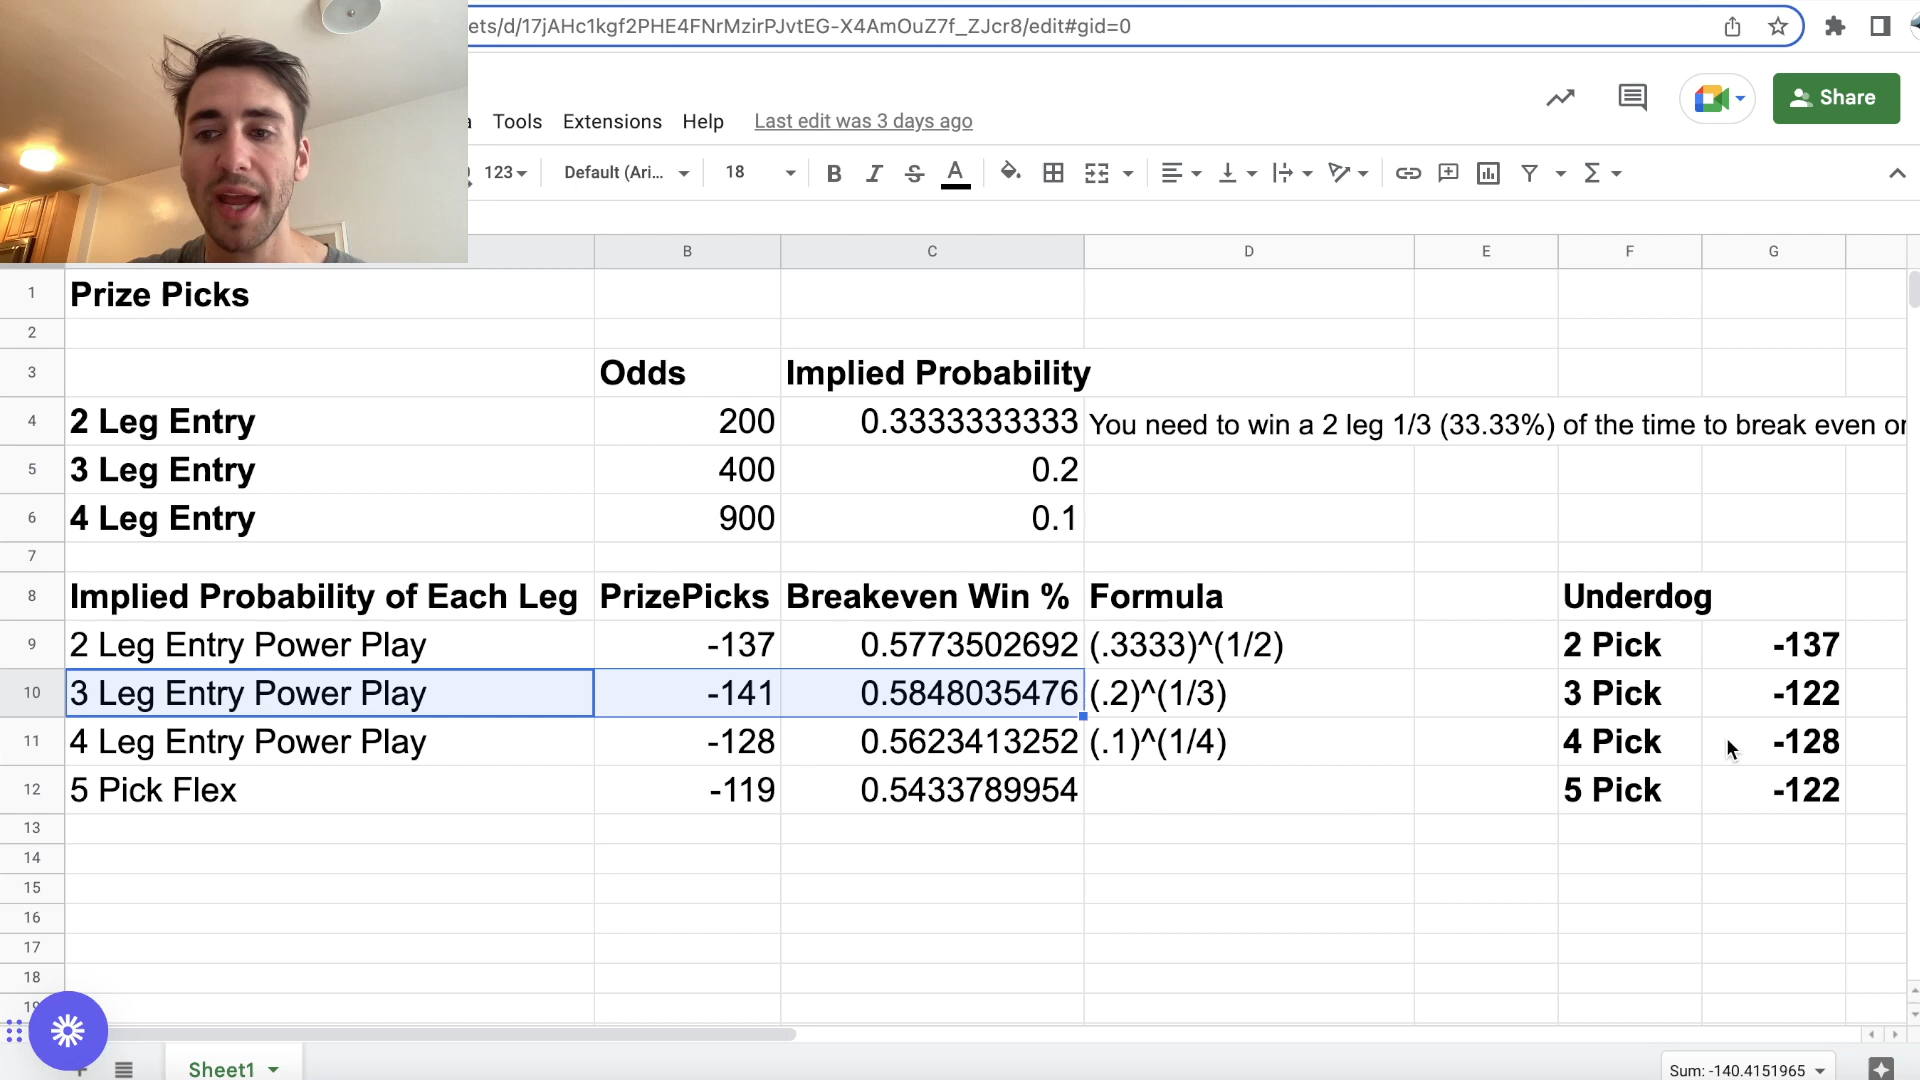 ets/d/17jAHc1kgf2PHE4FNrMzirPJvtEG-X4AmOuZ7f_ZJcr8/edit#gid=0
Share
Tools Extensions Help Last edit was 3 days ago
123 Default (Ari... 18 B I S A
B C D E F G
1 Prize Picks
2
3 Odds Implied Probability
4 2 Leg Entry 200 0.3333333333 You need to win a 2 leg 1/3 (33.33%) of the time to break even or
5 3 Leg Entry 400 0.2
6 4 Leg Entry 900 0.1
7
8 Implied Probability of Each Leg PrizePicks Breakeven Win % Formula Underdog
9 2 Leg Entry Power Play -137 0.5773502692 (.3333)^(1/2) 2 Pick -137
10 3 Leg Entry Power Play -141 0.5848035476 (.2)^(1/3) 3 Pick -122
11 4 Leg Entry Power Play -128 0.5623413252 (.1)^(1/4) 4 Pick -128
12 5 Pick Flex -119 0.5433789954 5 Pick -122
13
14
15
16
17
18
19
Sheet1 Sum: -140.4151965